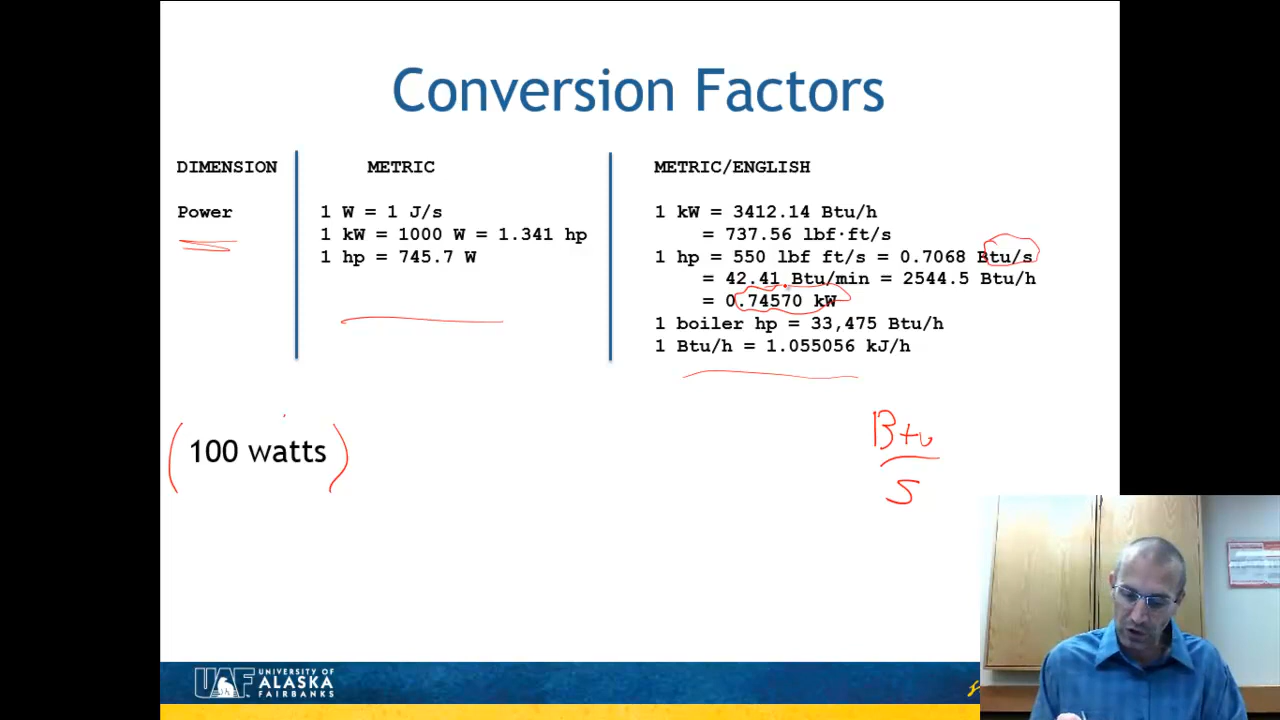 Conversion Factors
DIMENSION METRIC METRIC/ENGLISH
Power 1 W = 1 J/s 1 kW = 3412.14 Btu/h
1 kW = 1000 W = 1.341 hp = 737.56 lbf·ft/s
1 hp = 745.7 W 1 hp = 550 lbf ft/s = 0.7068 Btu/s
= 42.41 Btu/min = 2544.5 Btu/h
= 0.74570 kW
1 boiler hp = 33,475 Btu/h
1 Btu/h = 1.055056 kJ/h
(100 watts) Btu
s
UAF UNIVERSITY OF
ALASKA
FAIRBANKS